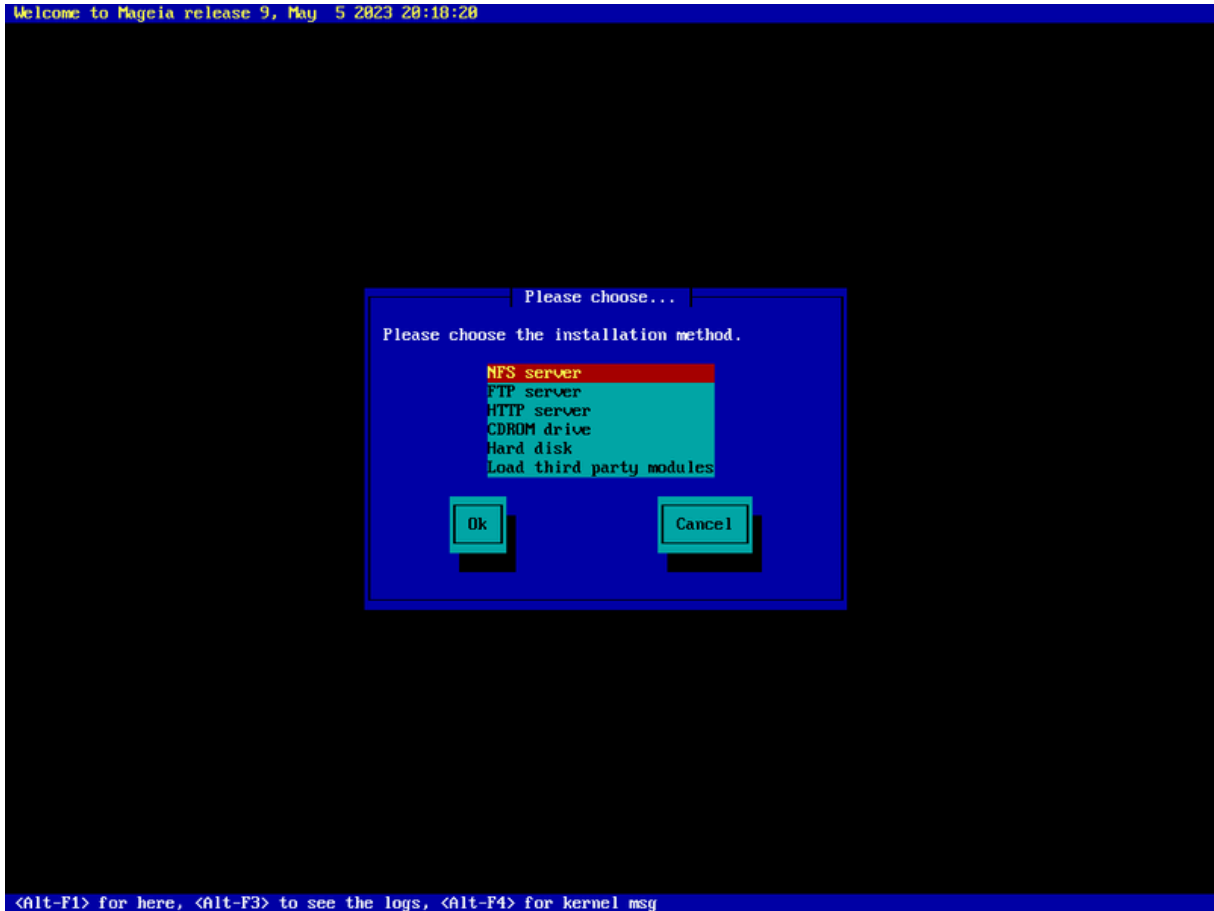 Welcome to Mageia release 9, May  5 2023 20:18:20
Please choose...
Please choose the installation method.
NFS server
FTP server
HTTP server
CDROM drive
Hard disk
Load third party modules
Ok
Cancel
<Alt-F1> for here, <Alt-F3> to see the logs, <Alt-F4> for kernel msg